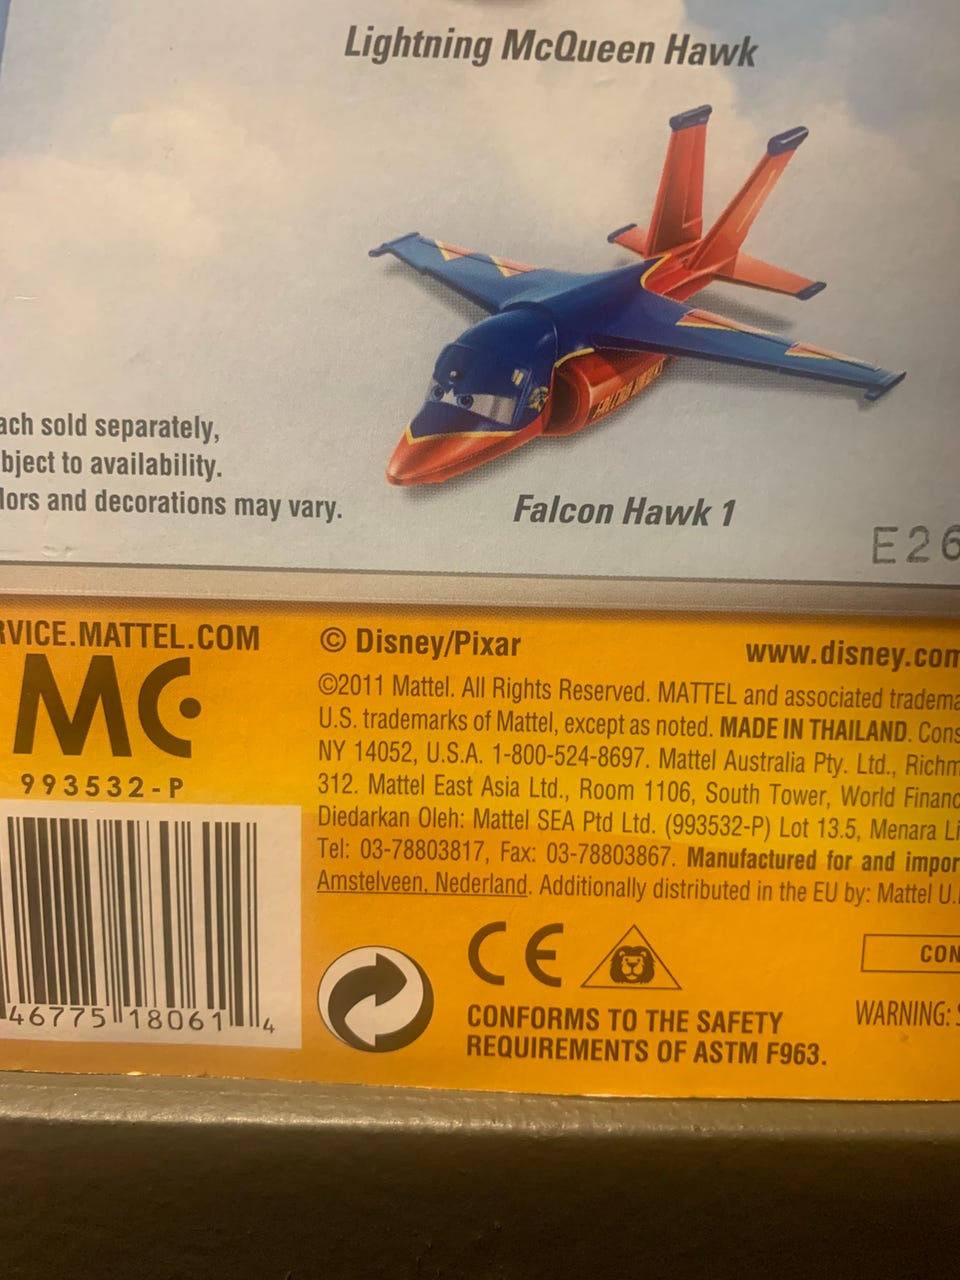 Lightning McQueen Hawk
FALCON HAWKS
ach sold separately,
bject to availability.
lors and decorations may vary.
Falcon Hawk 1
E26
RVICE.MATTEL.COM
© Disney/Pixar
www.disney.com
MC
©2011 Mattel. All Rights Reserved. MATTEL and associated tradema
U.S. trademarks of Mattel, except as noted. MADE IN THAILAND. Cons
NY 14052, U.S.A. 1-800-524-8697. Mattel Australia Pty. Ltd., Richm
993532-P
312. Mattel East Asia Ltd., Room 1106, South Tower, World Financ
Diedarkan Oleh: Mattel SEA Ptd Ltd. (993532-P) Lot 13.5, Menara Li
Tel: 03-78803817, Fax: 03-78803867. Manufactured for and impor
Amstelveen, Nederland. Additionally distributed in the EU by: Mattel U.
CE
CON
46775 18061 4
CONFORMS TO THE SAFETY
WARNING:
REQUIREMENTS OF ASTM F963.